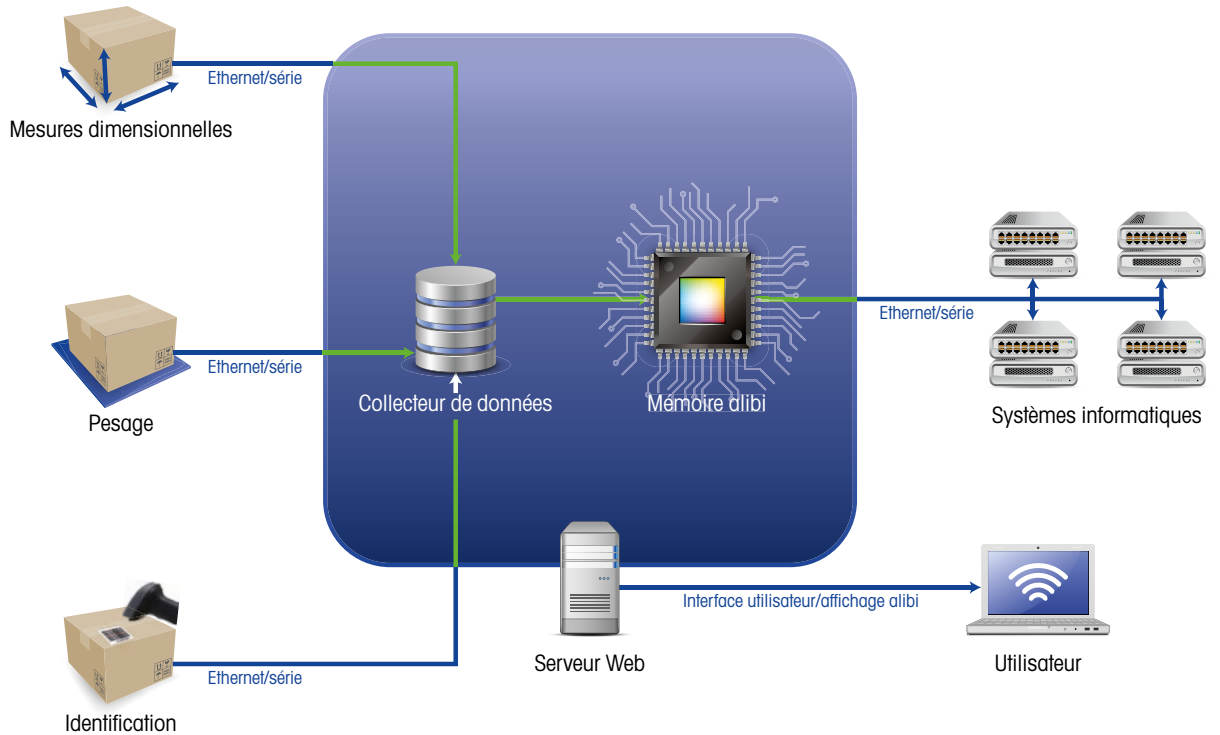 Ethernet/série
Mesures dimensionnelles
Ethernet/série
Pesage
Collecteur de données
Mémoire alibi
Ethernet/série
Systèmes informatiques
Interface utilisateur/affichage alibi
Serveur Web
Utilisateur
Ethernet/série
Identification